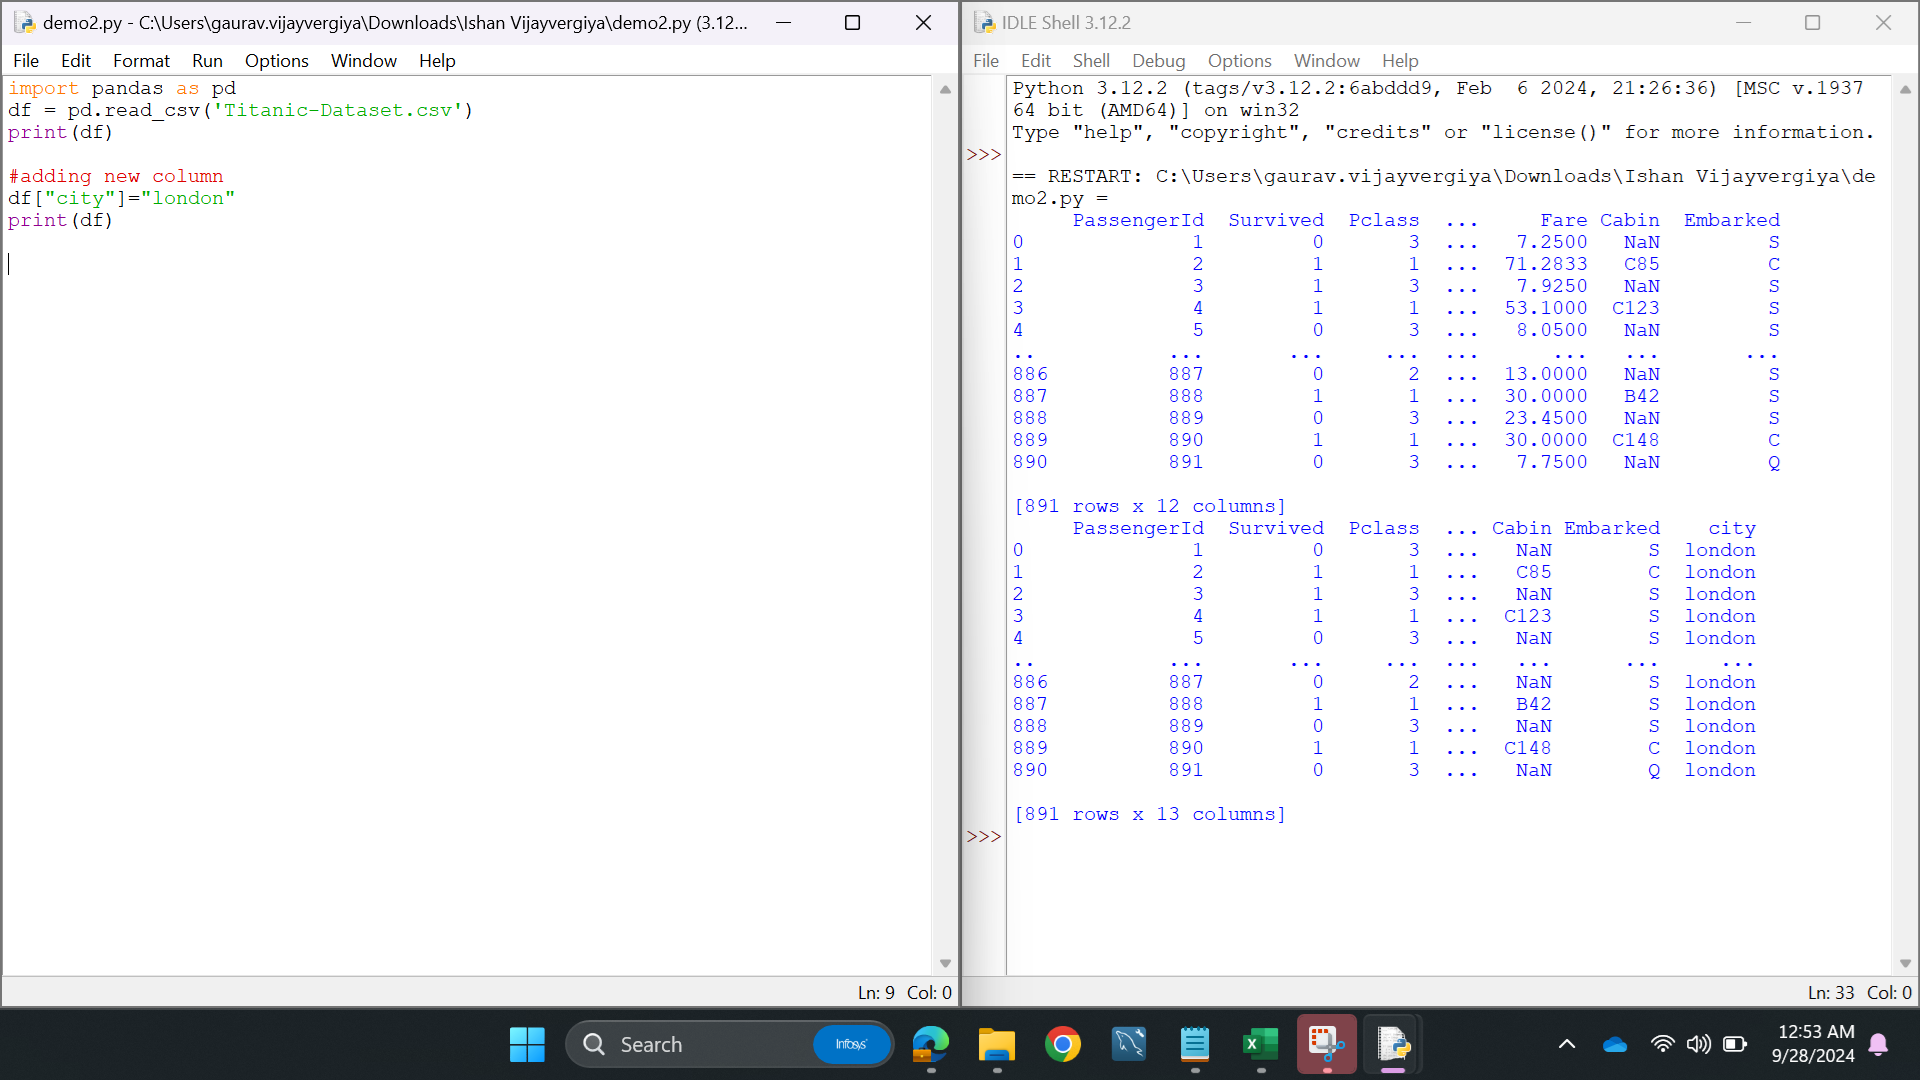 demo2.py - C:\Users\gaurav.vijayvergiya\Downloads\Ishan Vijayvergiya\demo2.py (3.12...
File Edit Format Run Options Window Help
import pandas as pd
df = pd.read_csv('Titanic-Dataset.csv')
print(df)
#adding new column
df["city"]="london"
print(df)
Ln: 9 Col: 0
IDLE Shell 3.12.2
File Edit Shell Debug Options Window Help
Python 3.12.2 (tags/v3.12.2:6abddd9, Feb  6 2024, 21:26:36) [MSC v.1937
64 bit (AMD64)] on win32
Type "help", "copyright", "credits" or "license()" for more information.
>>>
== RESTART: C:\Users\gaurav.vijayvergiya\Downloads\Ishan Vijayvergiya\de
mo2.py =
     PassengerId  Survived  Pclass  ...     Fare Cabin  Embarked
0              1         0       3  ...   7.2500   NaN         S
1              2         1       1  ...  71.2833   C85         C
2              3         1       3  ...   7.9250   NaN         S
3              4         1       1  ...  53.1000  C123         S
4              5         0       3  ...   8.0500   NaN         S
..           ...       ...     ...  ...      ...   ...       ...
886          887         0       2  ...  13.0000   NaN         S
887          888         1       1  ...  30.0000   B42         S
888          889         0       3  ...  23.4500   NaN         S
889          890         1       1  ...  30.0000  C148         C
890          891         0       3  ...   7.7500   NaN         Q
[891 rows x 12 columns]
     PassengerId  Survived  Pclass  ... Cabin Embarked    city
0              1         0       3  ...   NaN        S  london
1              2         1       1  ...   C85        C  london
2              3         1       3  ...   NaN        S  london
3              4         1       1  ...  C123        S  london
4              5         0       3  ...   NaN        S  london
..           ...       ...     ...  ...   ...      ...     ...
886          887         0       2  ...   NaN        S  london
887          888         1       1  ...   B42        S  london
888          889         0       3  ...   NaN        S  london
889          890         1       1  ...  C148        C  london
890          891         0       3  ...   NaN        Q  london
[891 rows x 13 columns]
>>>
Ln: 33 Col: 0
Search Infosys
12:53 AM
9/28/2024